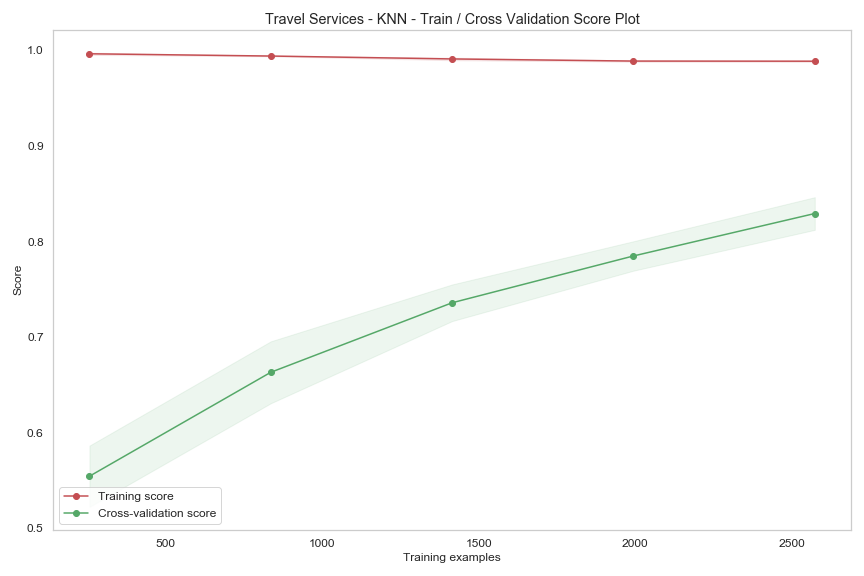 Travel Services - KNN - Train / Cross Validation Score Plot
1.0
0.9
0.8
0.7
0.6
0.5
Score
Training score
Cross-validation score
500
1000
1500
2000
2500
Training examples